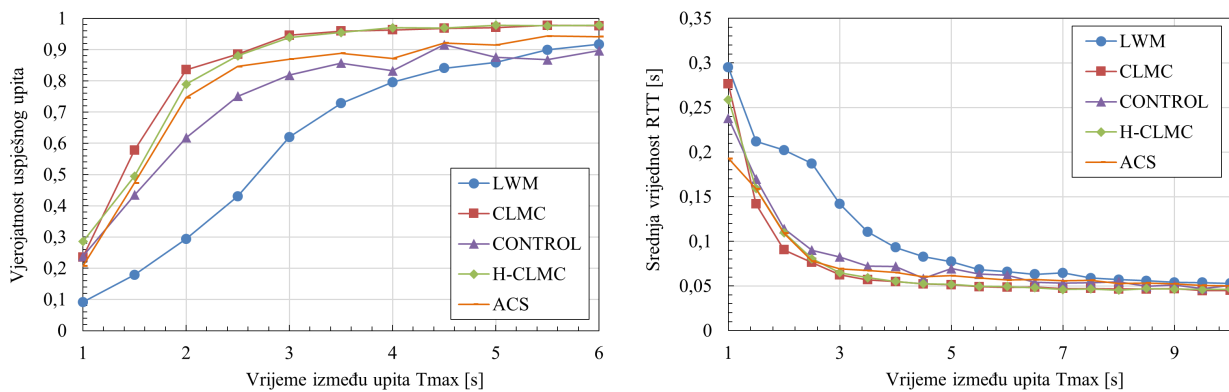 Vjerojatnost uspješnog upita
1
0,9
0,8
0,7
0,6
0,5
0,4
0,3
0,2
0,1
0
1
2
3
4
5
6
Vrijeme između upita Tmax [s]
LWM
CLMC
CONTROL
H-CLMC
ACS
Srednja vrijednost RTT [s]
0,35
0,3
0,25
0,2
0,15
0,1
0,05
0
1
3
5
7
9
Vrijeme između upita Tmax [s]
LWM
CLMC
CONTROL
H-CLMC
ACS